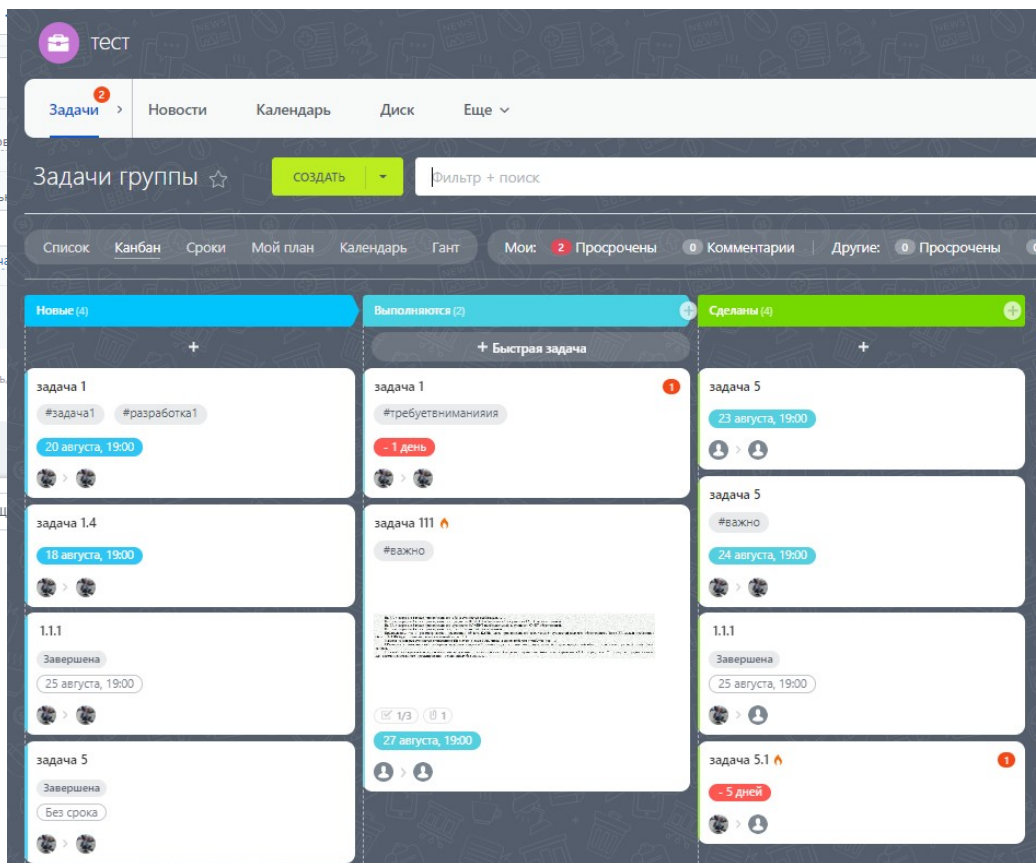 тест
Задачи 2 Новости Календарь Диск Еще
Задачи группы СОЗДАТЬ Фильтр + поиск
Список Канбан Сроки Мой план Календарь Гант Мои: 2 Просрочены 0 Комментарии Другие: 0 Просрочены
Новые (4)
+
задача 1
#задача1 #разработка1
20 августа, 19:00
задача 1.4
18 августа, 19:00
1.1.1
Завершена
25 августа, 19:00
задача 5
Завершена
Без срока
Выполняются (2)
+ Быстрая задача
задача 1 1
#требуетвниманияия
- 1 день
задача 111
#важно
1/3 1
27 августа, 19:00
Сделаны (4)
+
задача 5
23 августа, 19:00
задача 5
#важно
24 августа, 19:00
1.1.1
Завершена
25 августа, 19:00
задача 5.1 1
- 5 дней